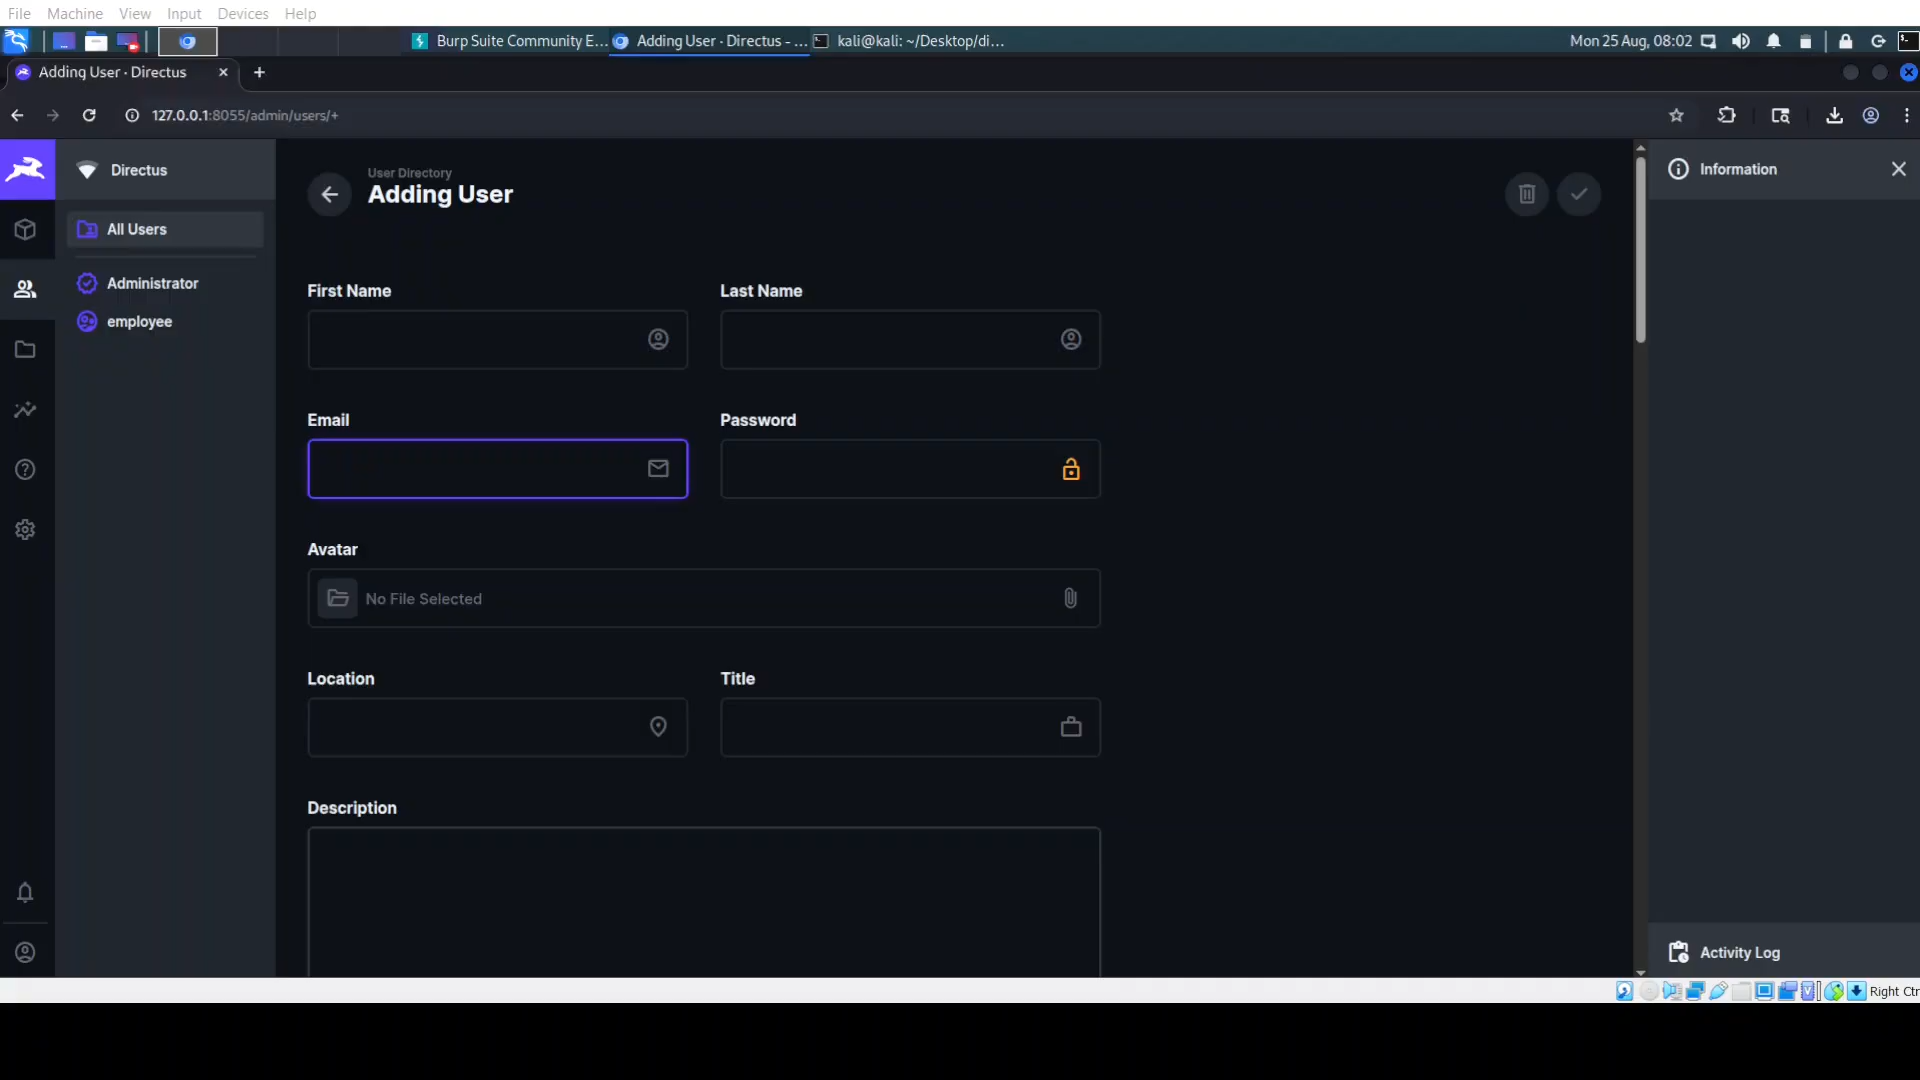 File Machine View Input Devices Help
Burp Suite Community E... Adding User · Directus - ... kali@kali: ~/Desktop/di... Mon 25 Aug, 08:02
Adding User · Directus
127.0.0.1:8055/admin/users/+
Directus
User Directory
Adding User
Information
All Users
Administrator
employee
First Name Last Name
Email Password
Avatar
No File Selected
Location Title
Description
Activity Log
Right Ctr